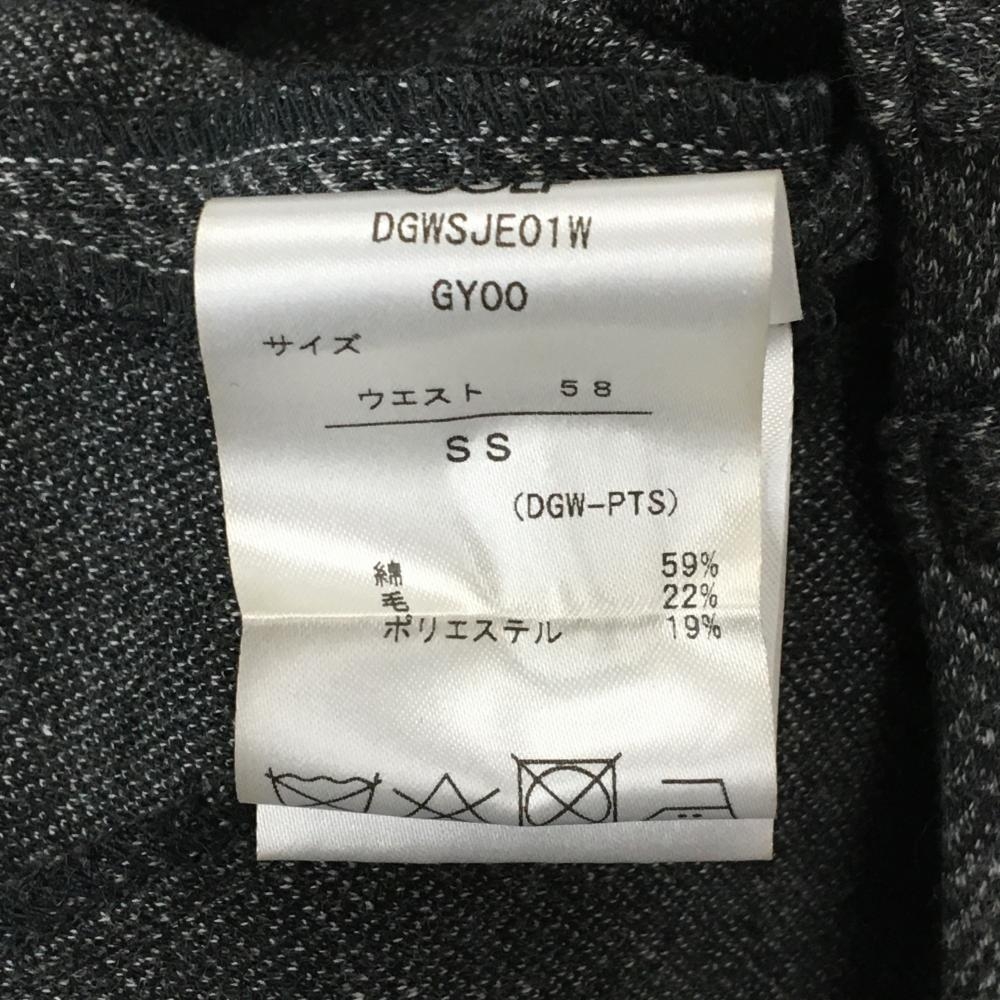 DGWSJE01W
GY00
サイズ
ウエスト 58
SS
(DGW-PTS)
綿 59%
毛 22%
ポリエステル 19%